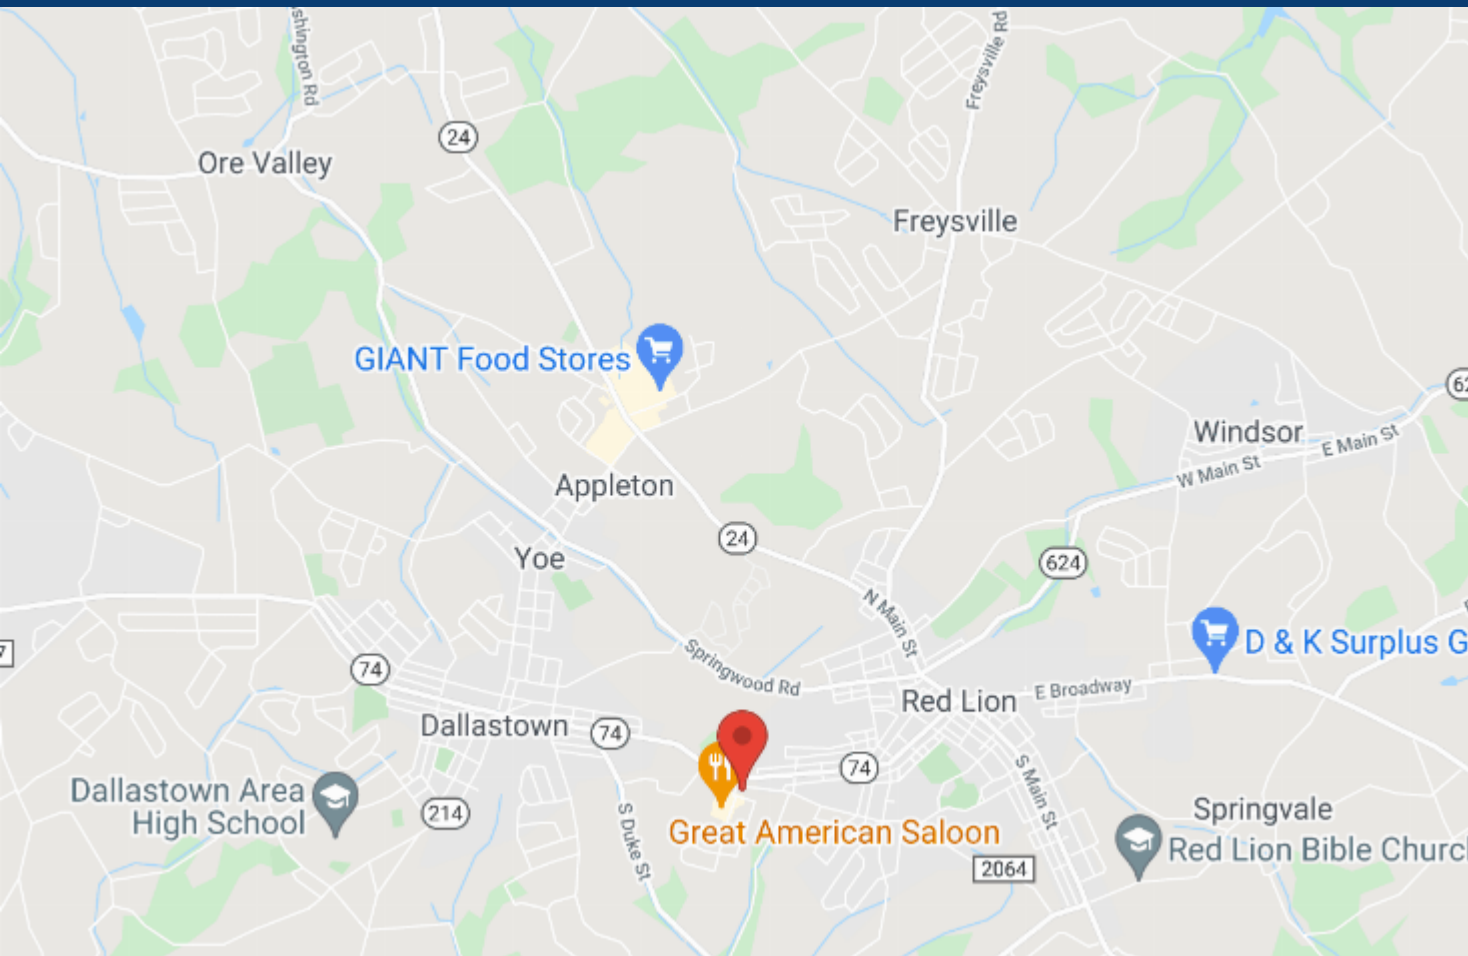 shington Rd
Freysville Rd
24
Ore Valley
Freysville
GIANT Food Stores
62
Windsor
E Main St
W Main St
Appleton
24
Yoe
624
N Main St
D & K Surplus G
7
74
Springwood Rd
E Broadway
Red Lion
Dallastown
74
74
S Main St
Dallastown Area
High School
214
S Duke St
Springvale
Great American Saloon
Red Lion Bible Churc
2064